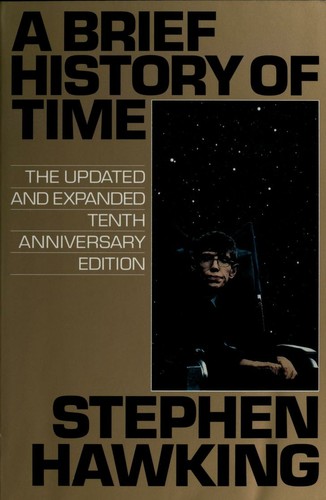 A BRIEF
HISTORY OF
TIME
THE UPDATED
AND EXPANDED
TENTH
ANNIVERSARY
EDITION
STEPHEN
HAWKING